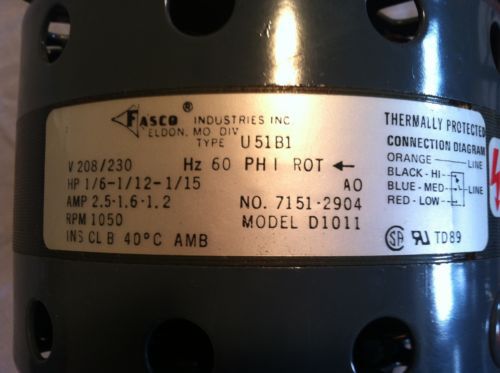 FASCO ® INDUSTRIES INC
ELDON, MO. DIV.
TYPE U51B1
V 208/230 Hz 60 PH I ROT ←
HP 1/6-1/12-1/15 AO
AMP 2.5-1.6-1.2 NO. 7151-2904
RPM 1050 MODEL D1011
INS CL B 40°C AMB
THERMALLY PROTECTED
CONNECTION DIAGRAM
ORANGE LINE
BLACK-HI
BLUE-MED LINE
RED-LOW
SA UR TD89